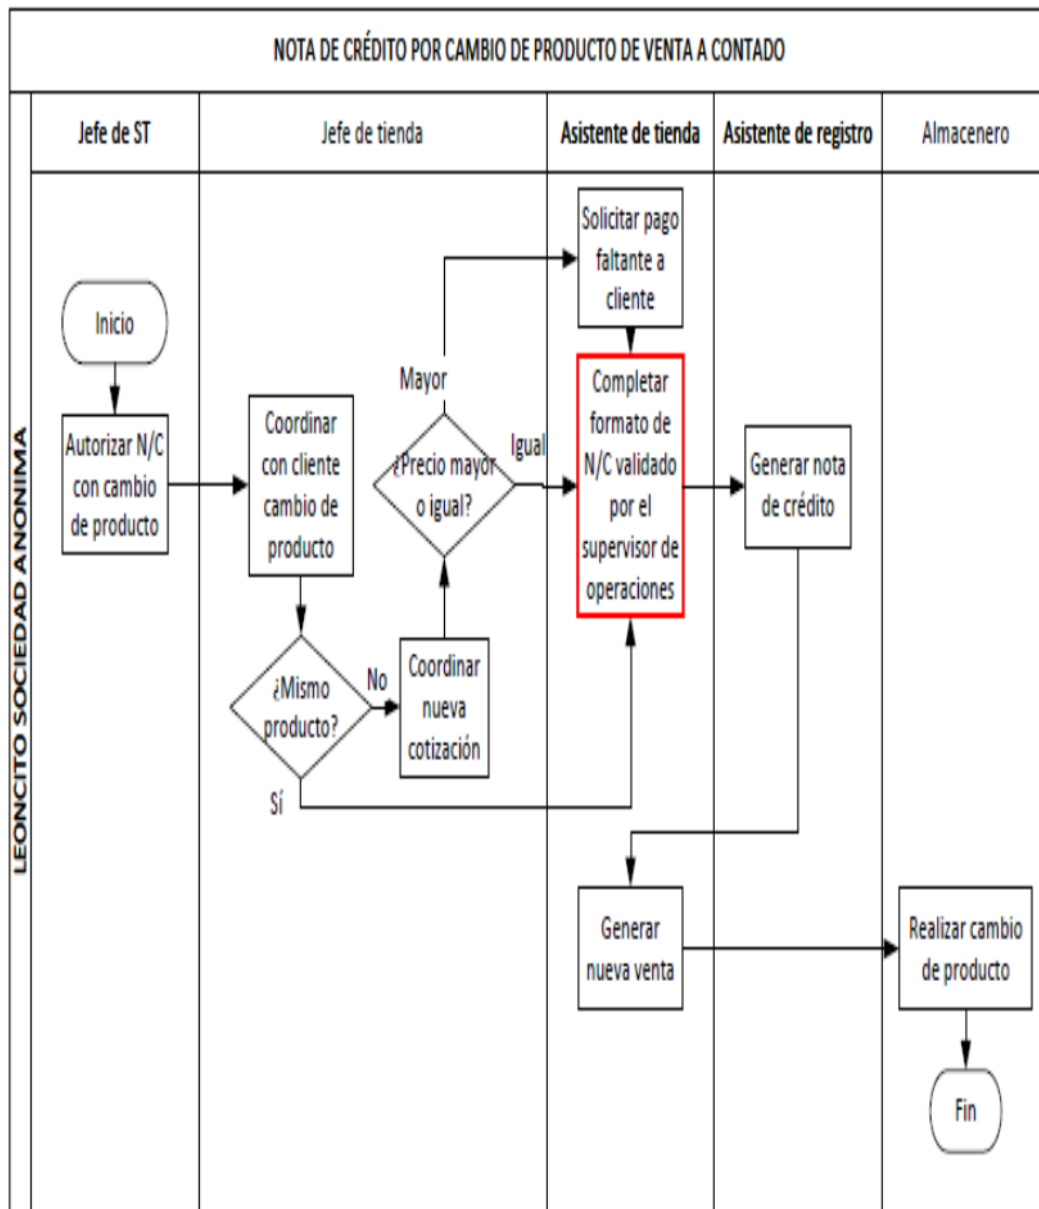 NOTA DE CRÉDITO POR CAMBIO DE PRODUCTO DE VENTA A CONTADO
LEONCITO SOCIEDAD ANONIMA
Jefe de ST
Jefe de tienda
Asistente de tienda
Asistente de registro
Almacenero
Inicio
Autorizar N/C
con cambio
de producto
Coordinar
con cliente
cambio de
producto
¿Mismo
producto?
No
Sí
Coordinar
nueva
cotización
¿Precio mayor
o igual?
Mayor
Igual
Solicitar pago
faltante a
cliente
Completar
formato de
N/C validado
por el
supervisor de
operaciones
Generar nota
de crédito
Generar
nueva venta
Realizar cambio
de producto
Fin